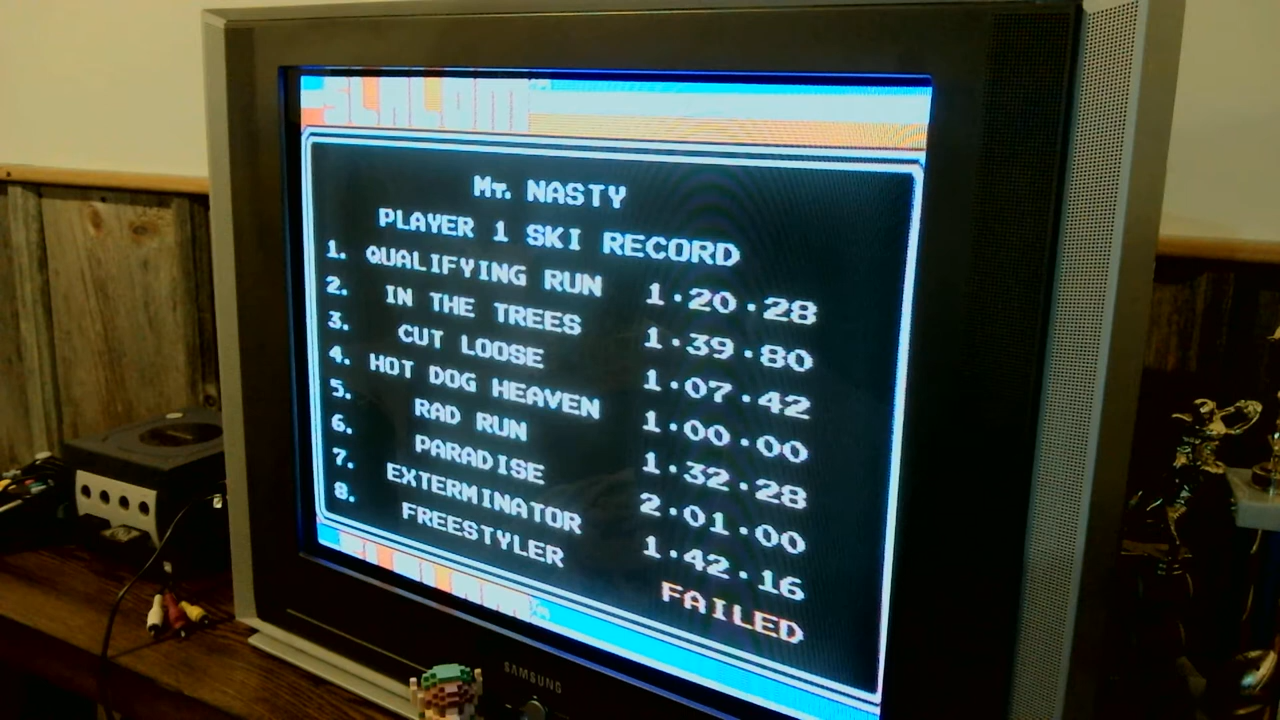 SLALOM
Mt. NASTY
PLAYER 1 SKI RECORD
1. QUALIFYING RUN 1·20·28
2. IN THE TREES 1·39·80
3. CUT LOOSE 1·07·42
4. HOT DOG HEAVEN 1·00·00
5. RAD RUN 1·32·28
6. PARADISE 2·01·00
7. EXTERMINATOR 1·42·16
8. FREESTYLER FAILED
SLALOM
SAMSUNG